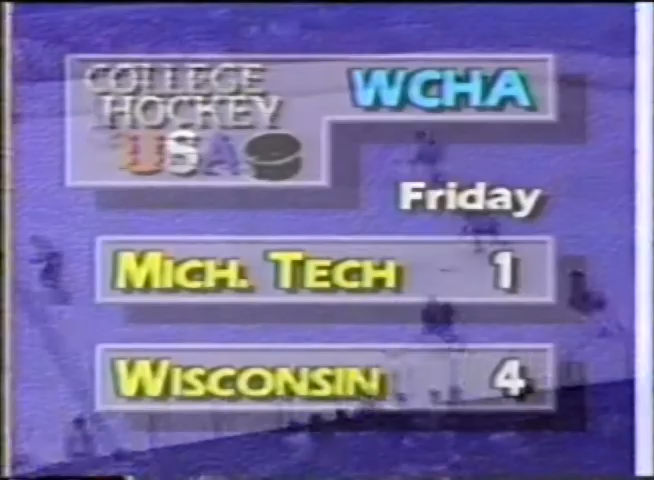 COLLEGE
HOCKEY
USA
WCHA
Friday
MICH. TECH 1
WISCONSIN 4